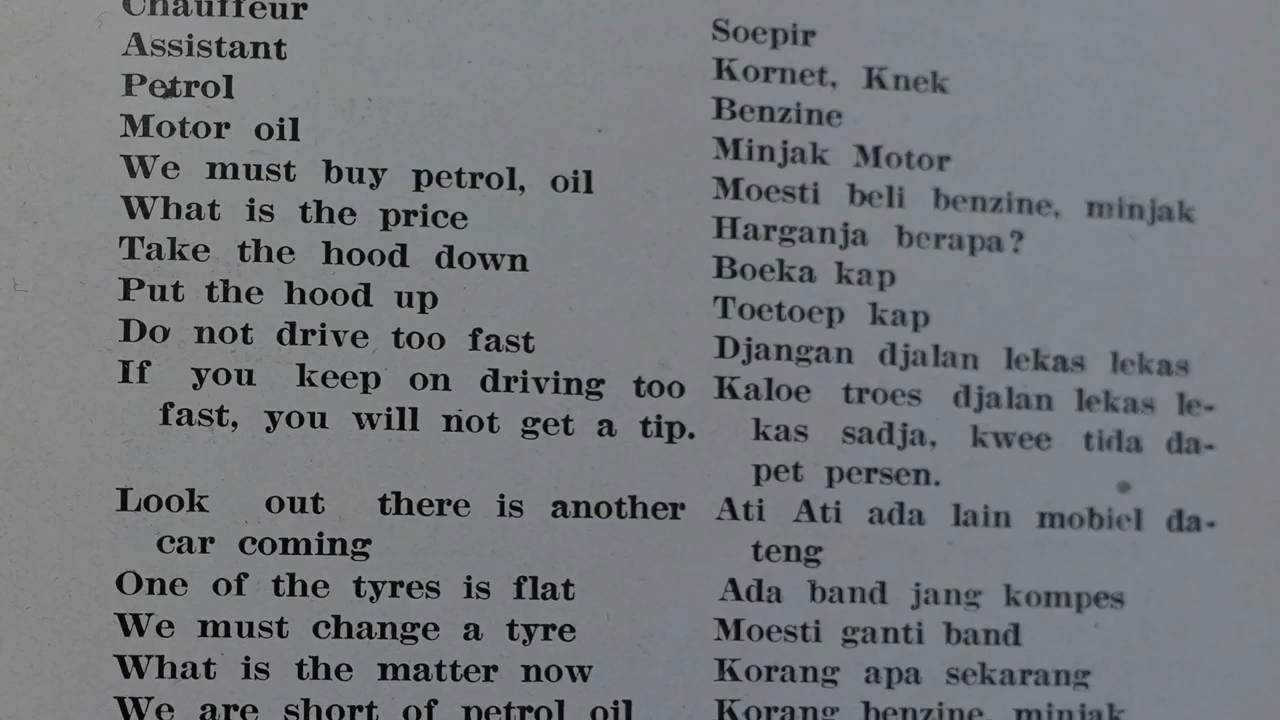 Chauffeur
Soepir
Assistant
Kornet, Knek
Petrol
Benzine
Motor oil
Minjak Motor
We must buy petrol, oil
Moesti beli benzine, minjak
What is the price
Harganja berapa?
Take the hood down
Boeka kap
Put the hood up
Toetoep kap
Do not drive too fast
Djangan djalan lekas lekas
If you keep on driving too
Kaloe troes djalan lekas le-
fast, you will not get a tip.
kas sadja, kwee tida da-
pet persen.
Look out there is another
Ati Ati ada lain mobiel da-
car coming
teng
One of the tyres is flat
Ada band jang kompes
We must change a tyre
Moesti ganti band
What is the matter now
Korang apa sekarang
We are short of petrol oil
Korang benzine, minjak